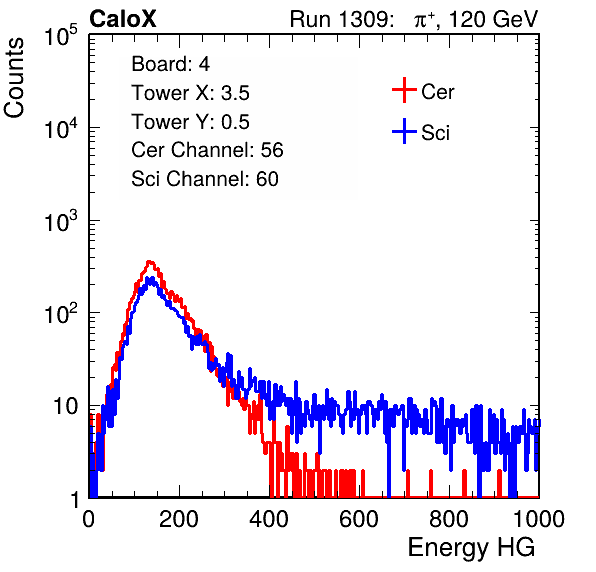 CaloX Run 1309: π⁺, 120 GeV
Board: 4
Tower X: 3.5
Tower Y: 0.5
Cer Channel: 56
Sci Channel: 60
Cer
Sci
Counts
10⁵
10⁴
10³
10²
10
1
0 200 400 600 800 1000
Energy HG